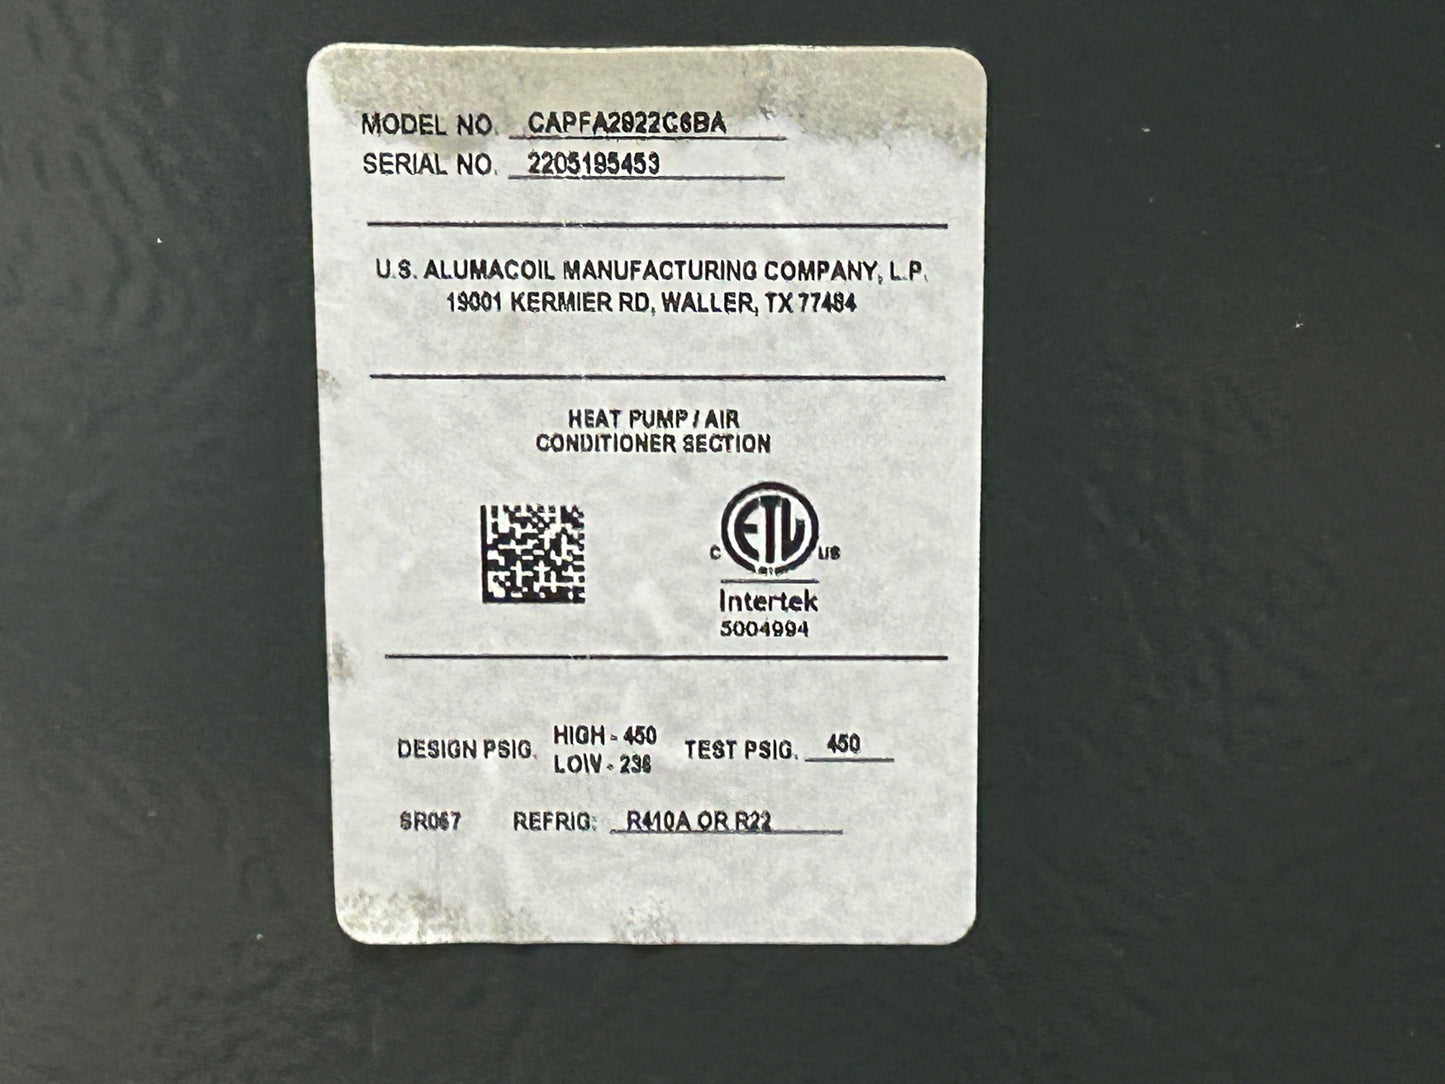 MODEL NO. CAPFA2922C6BA
SERIAL NO. 2205195453
U.S. ALUMACOIL MANUFACTURING COMPANY, L.P.
19001 KERMIER RD, WALLER, TX 77484
HEAT PUMP / AIR
CONDITIONER SECTION
ETL
C US
Intertek
5004994
DESIGN PSIG. HIGH - 450 TEST PSIG. 450
LOW - 236
SR067 REFRIG: R410A OR R22